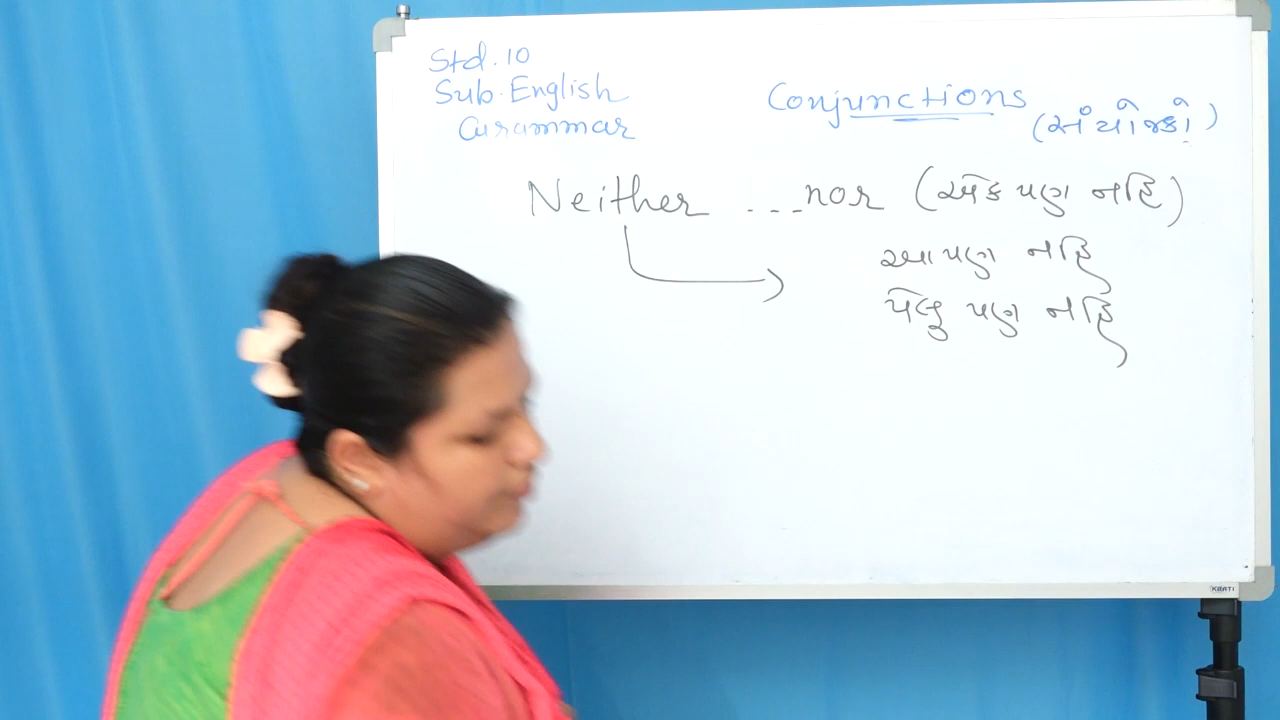 Std. 10
Sub. English
Grammar
Conjunctions
(સંયોજકો)
Neither ...nor (એક પણ નહિ)
આ પણ નહિ
પેલુ પણ નહિ